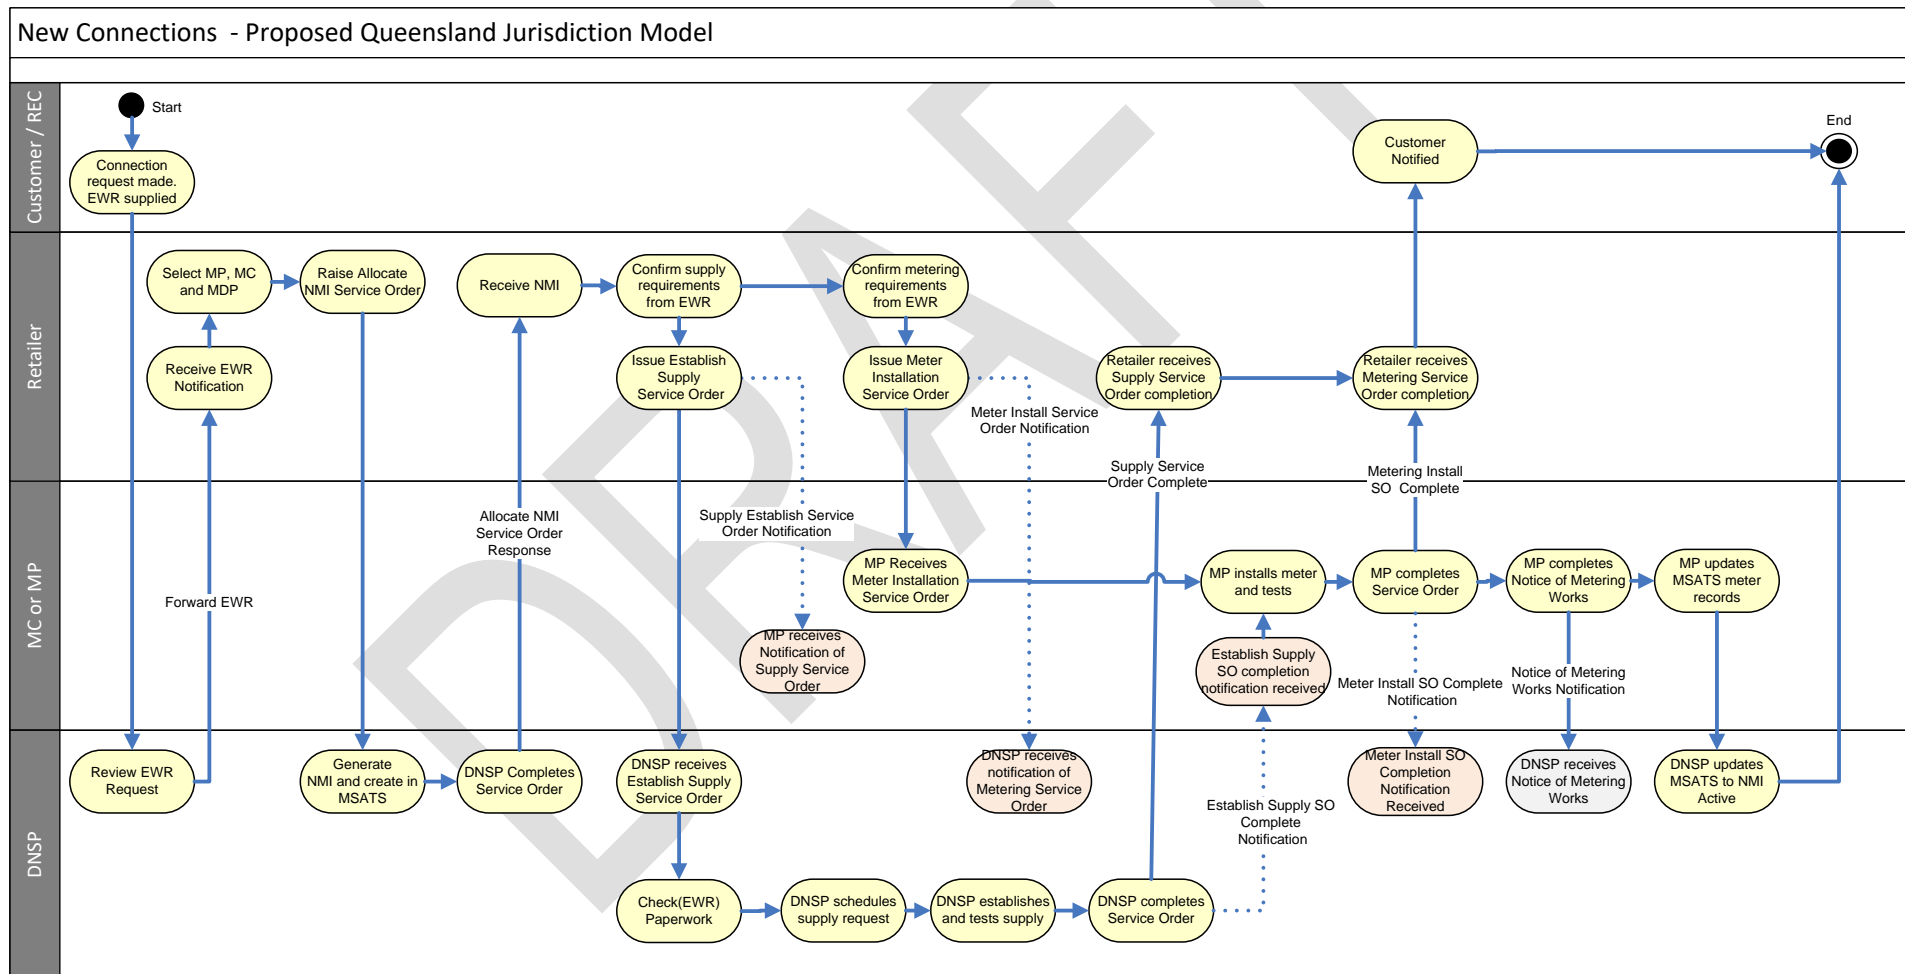 New Connections  - Proposed Queensland Jurisdiction Model
Customer / REC
Start
Connection
request made.
EWR supplied
Customer
Notified
End
Retailer
Select MP, MC
and MDP
Raise Allocate
NMI Service Order
Receive NMI
Confirm supply
requirements
from EWR
Confirm metering
requirements
from EWR
Receive EWR
Notification
Issue Establish
Supply
Service Order
Issue Meter
Installation
Service Order
Retailer receives
Supply Service
Order completion
Retailer receives
Metering Service
Order completion
Meter Install Service
Order Notification
Supply Service
Order Complete
Metering Install
SO  Complete
MC or MP
Allocate NMI
Service Order
Response
Supply Establish Service
Order Notification
Forward EWR
MP Receives
Meter Installation
Service Order
MP installs meter
and tests
MP completes
Service Order
MP completes
Notice of Metering
Works
MP updates
MSATS meter
records
MP receives
Notification of
Supply Service
Order
Establish Supply
SO completion
notification received
Meter Install SO Complete
Notification
Notice of Metering
Works Notification
DNSP
Review EWR
Request
Generate
NMI and create in
MSATS
DNSP Completes
Service Order
DNSP receives
Establish Supply
Service Order
DNSP receives
notification of
Metering Service
Order
Meter Install SO
Completion
Notification
Received
DNSP receives
Notice of Metering
Works
DNSP updates
MSATS to NMI
Active
Establish Supply SO
Complete
Notification
Check(EWR)
Paperwork
DNSP schedules
supply request
DNSP establishes
and tests supply
DNSP completes
Service Order
DRAFT